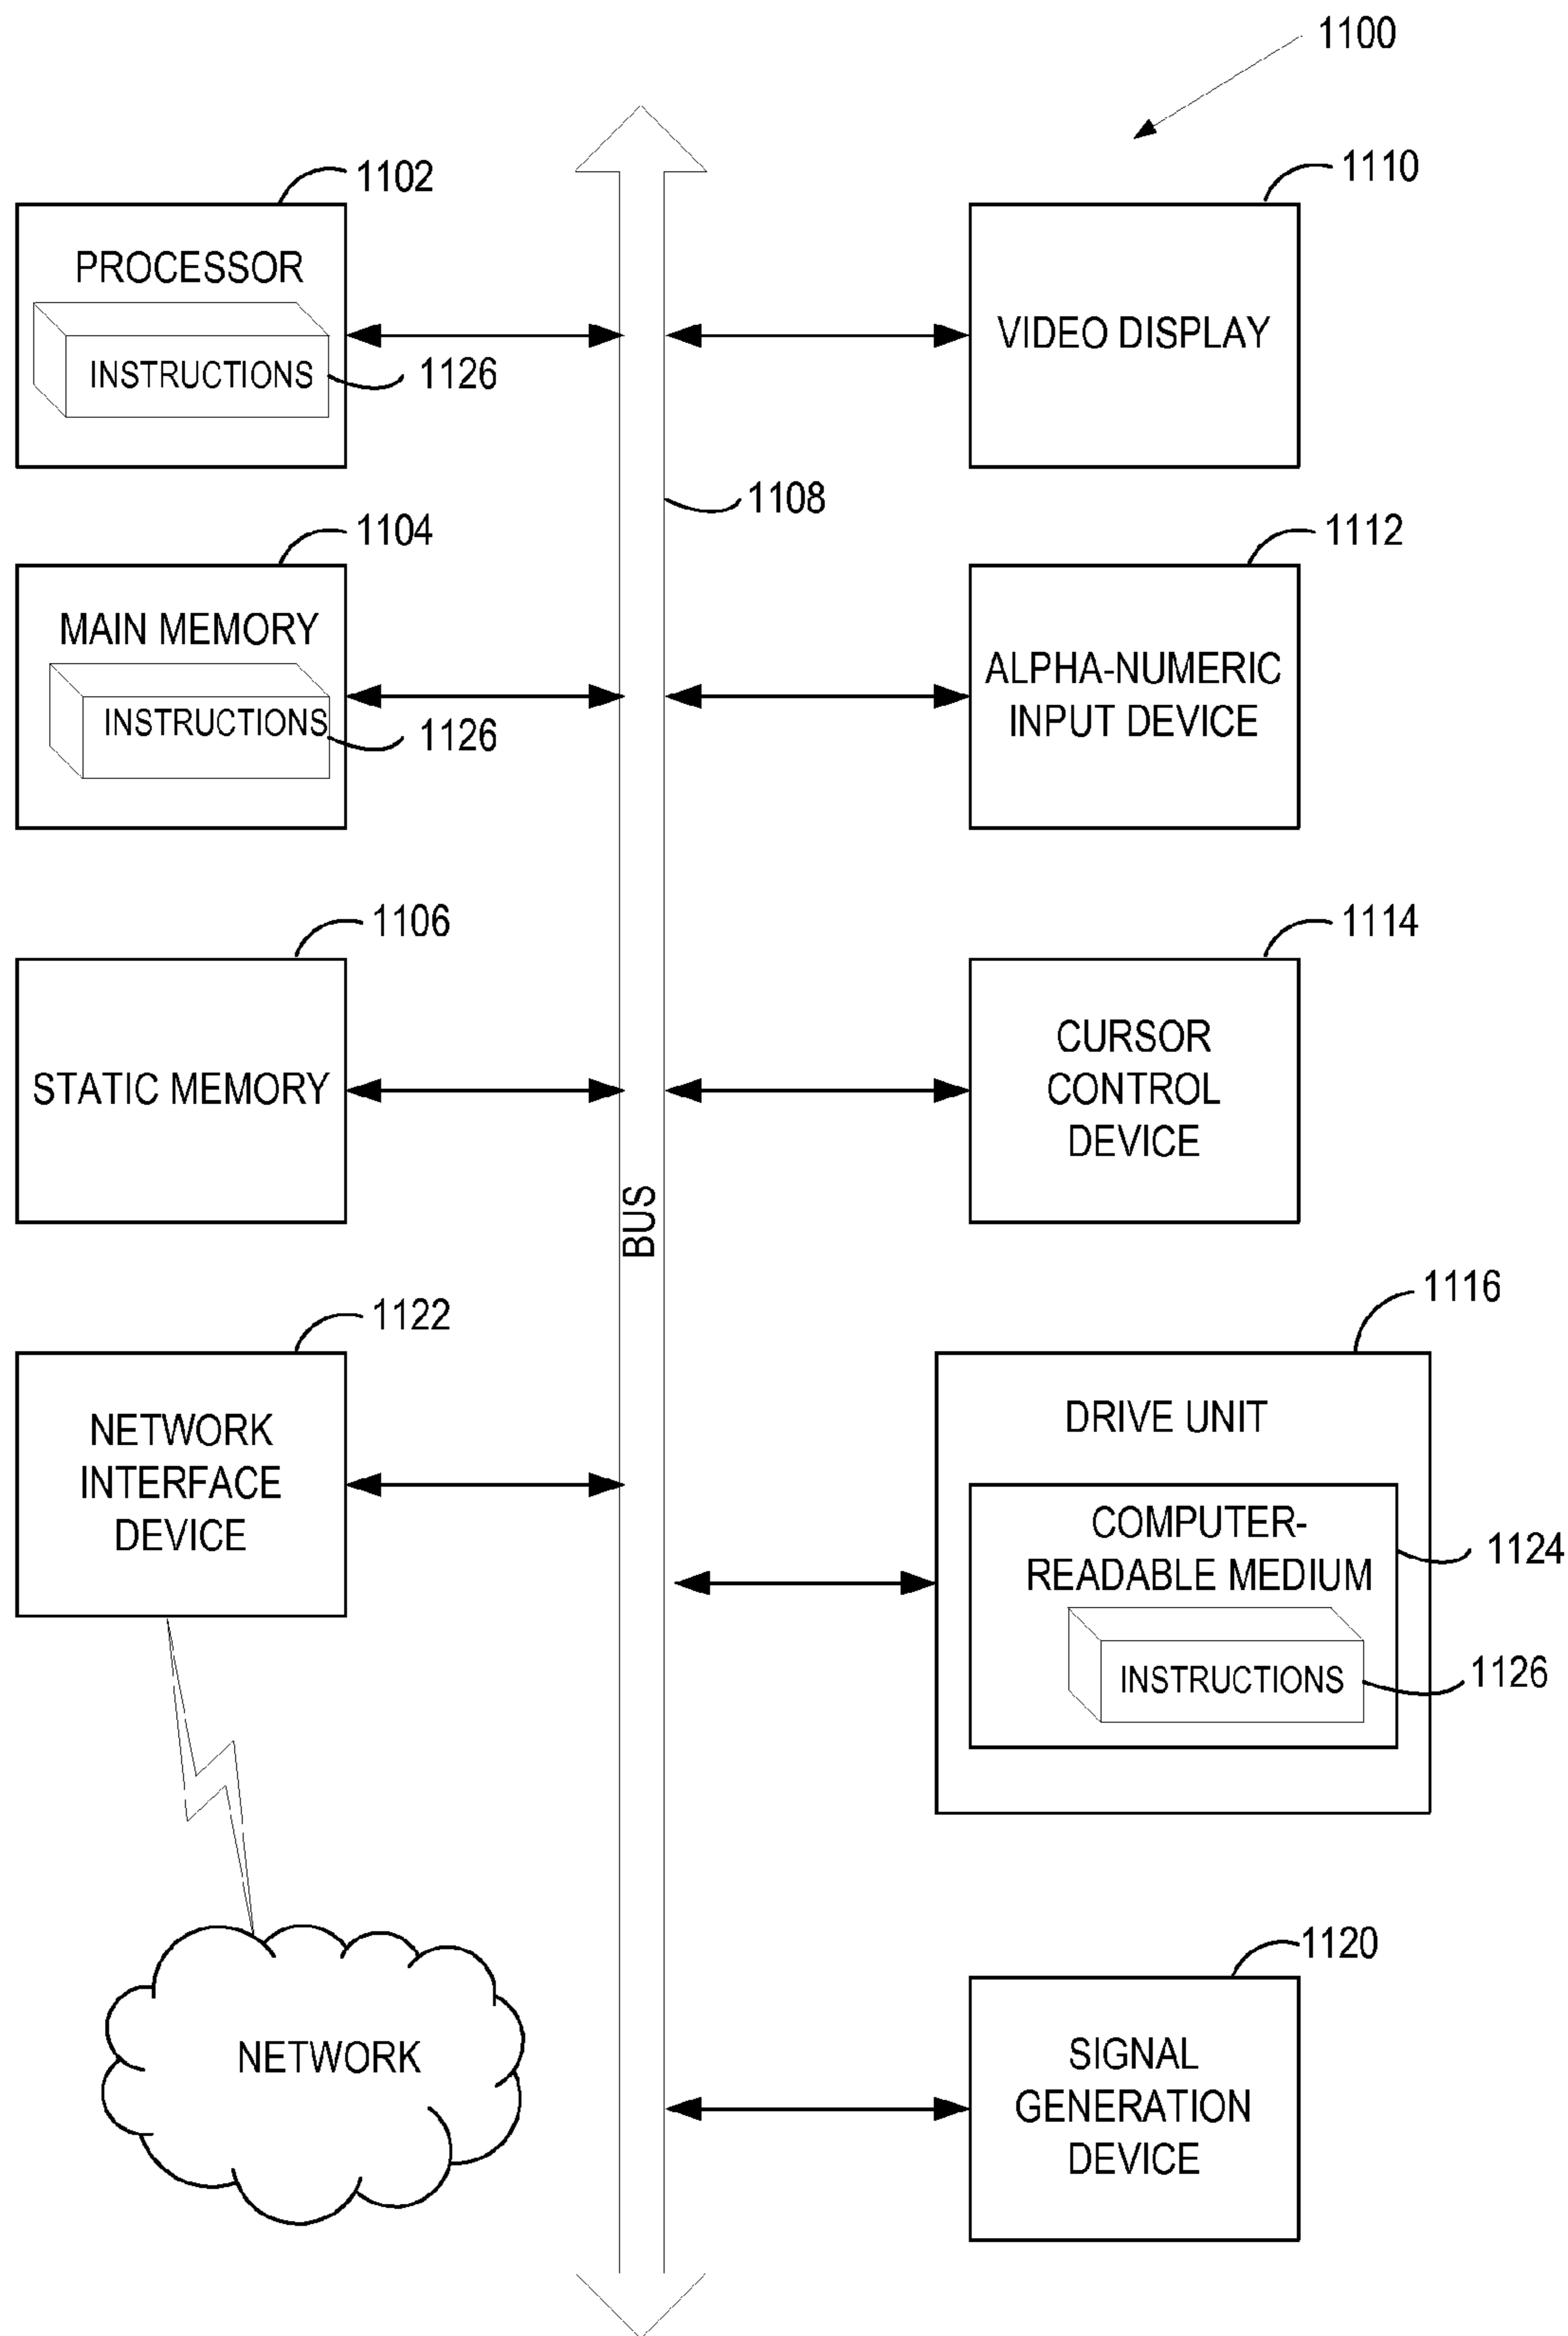 1100
1102
PROCESSOR
INSTRUCTIONS
1126
1110
VIDEO DISPLAY
1108
1104
MAIN MEMORY
INSTRUCTIONS
1126
1112
ALPHA-NUMERIC
INPUT DEVICE
1106
STATIC MEMORY
1114
CURSOR
CONTROL
DEVICE
BUS
1122
NETWORK
INTERFACE
DEVICE
1116
DRIVE UNIT
COMPUTER-
READABLE MEDIUM
1124
INSTRUCTIONS
1126
NETWORK
1120
SIGNAL
GENERATION
DEVICE